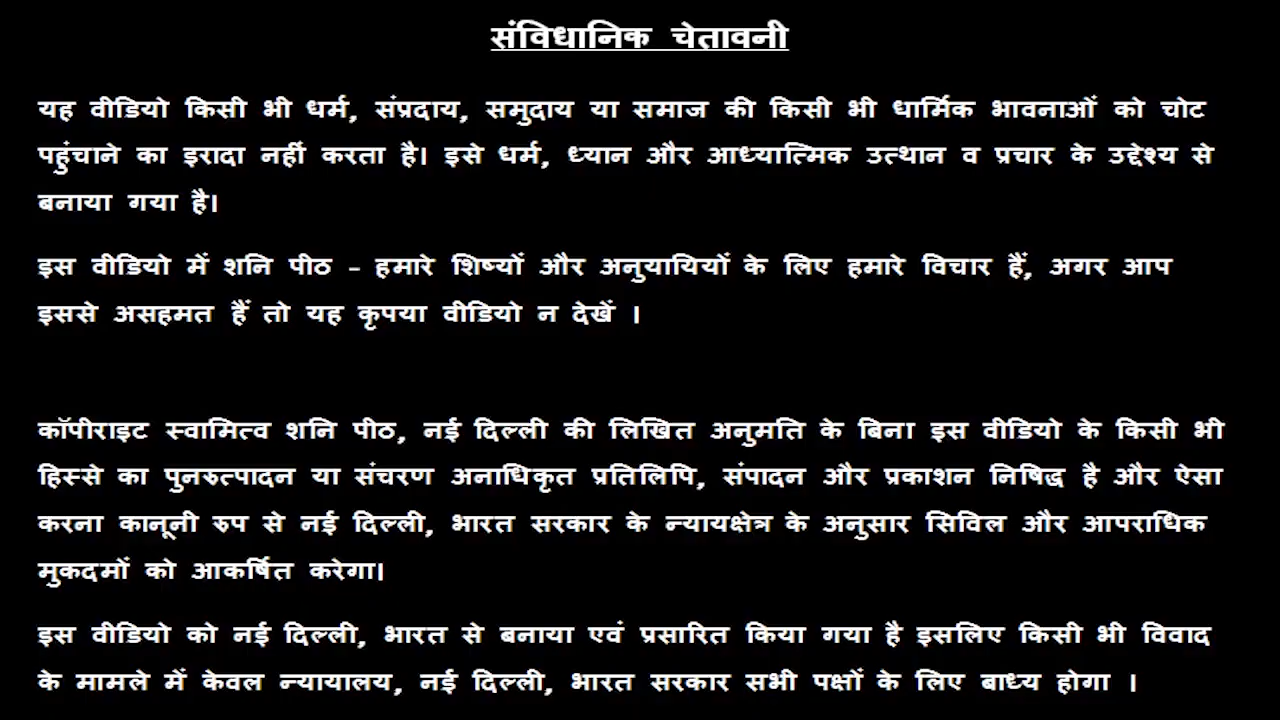 संविधानिक चेतावनी
यह वीडियो किसी भी धर्म, संप्रदाय, समुदाय या समाज की किसी भी धार्मिक भावनाओं को चोट
पहुंचाने का इरादा नहीं करता है। इसे धर्म, ध्यान और आध्यात्मिक उत्थान व प्रचार के उद्देश्य से
बनाया गया है।
इस वीडियो में शनि पीठ – हमारे शिष्यों और अनुयायियों के लिए हमारे विचार हैं, अगर आप
इससे असहमत हैं तो यह कृपया वीडियो न देखें ।
कॉपीराइट स्वामित्व शनि पीठ, नई दिल्ली की लिखित अनुमति के बिना इस वीडियो के किसी भी
हिस्से का पुनरुत्पादन या संचरण अनाधिकृत प्रतिलिपि, संपादन और प्रकाशन निषिद्ध है और ऐसा
करना कानूनी रुप से नई दिल्ली, भारत सरकार के न्यायक्षेत्र के अनुसार सिविल और आपराधिक
मुकदमों को आकर्षित करेगा।
इस वीडियो को नई दिल्ली, भारत से बनाया एवं प्रसारित किया गया है इसलिए किसी भी विवाद
के मामले में केवल न्यायालय, नई दिल्ली, भारत सरकार सभी पक्षों के लिए बाध्य होगा ।